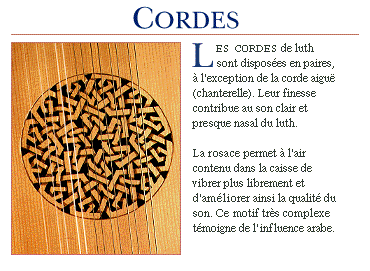 CORDES
LES CORDES de luth
sont disposées en paires,
à l'exception de la corde aiguë
(chanterelle). Leur finesse
contribue au son clair et
presque nasal du luth.
La rosace permet à l'air
contenu dans la caisse de
vibrer plus librement et
d'améliorer ainsi la qualité du
son. Ce motif très complexe
témoigne de l'influence arabe.